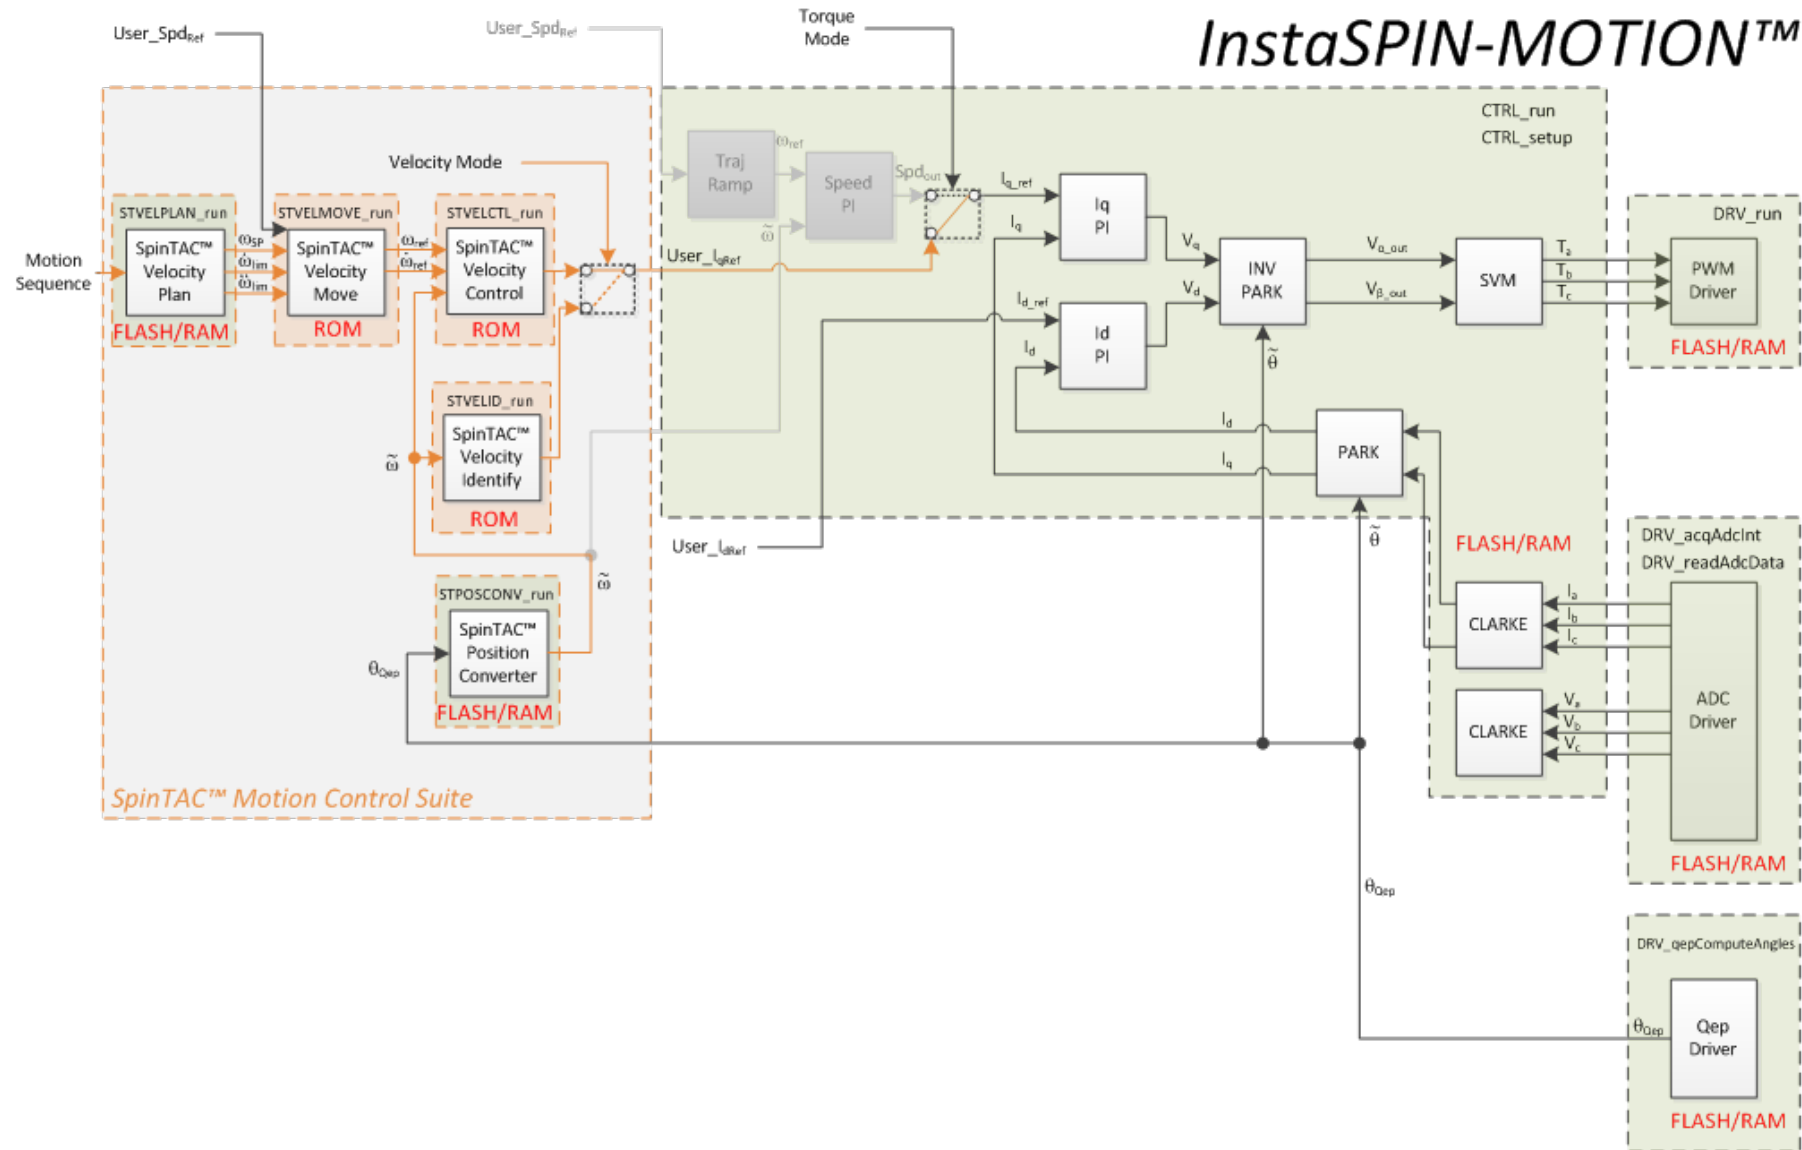 InstaSPIN-MOTION™
User_SpdRef
User_SpdRef
Torque
Mode
CTRL_run
CTRL_setup
Velocity Mode
Traj
Ramp
ωref
Speed
PI
Spdout
ω̃
Iq_ref
Iq
Iq
PI
STVELPLAN_run
SpinTAC™
Velocity
Plan
FLASH/RAM
Motion
Sequence
ωSP
ω̇lim
ω̈lim
STVELMOVE_run
SpinTAC™
Velocity
Move
ROM
ωref
ω̇ref
STVELCTL_run
SpinTAC™
Velocity
Control
ROM
User_IqRef
Id_ref
Id
Id
PI
Vq
Vd
INV
PARK
Vα_out
Vβ_out
SVM
Ta
Tb
Tc
DRV_run
PWM
Driver
FLASH/RAM
θ̃
STVELID_run
SpinTAC™
Velocity
Identify
ROM
ω̃
Id
Iq
PARK
θ̃
User_IdRef
ω̃
STPOSCONV_run
SpinTAC™
Position
Converter
FLASH/RAM
θQep
FLASH/RAM
CLARKE
Ia
Ib
Ic
CLARKE
Va
Vb
Vc
DRV_acqAdcInt
DRV_readAdcData
ADC
Driver
FLASH/RAM
SpinTAC™ Motion Control Suite
θQep
DRV_qepComputeAngles
θQep
Qep
Driver
FLASH/RAM